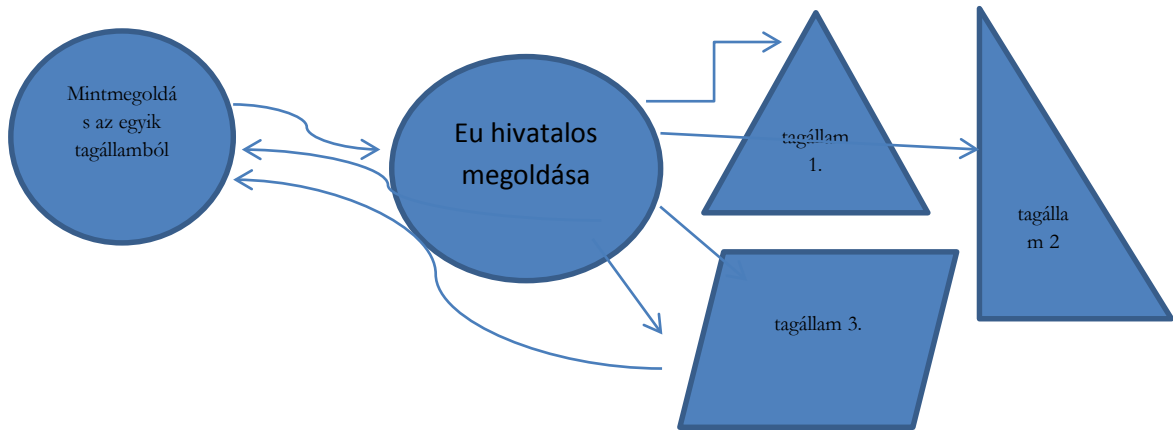 Mintmegoldá
s az egyik
tagállamból
Eu hivatalos
megoldása
tagállam
1.
tagálla
m 2
tagállam 3.